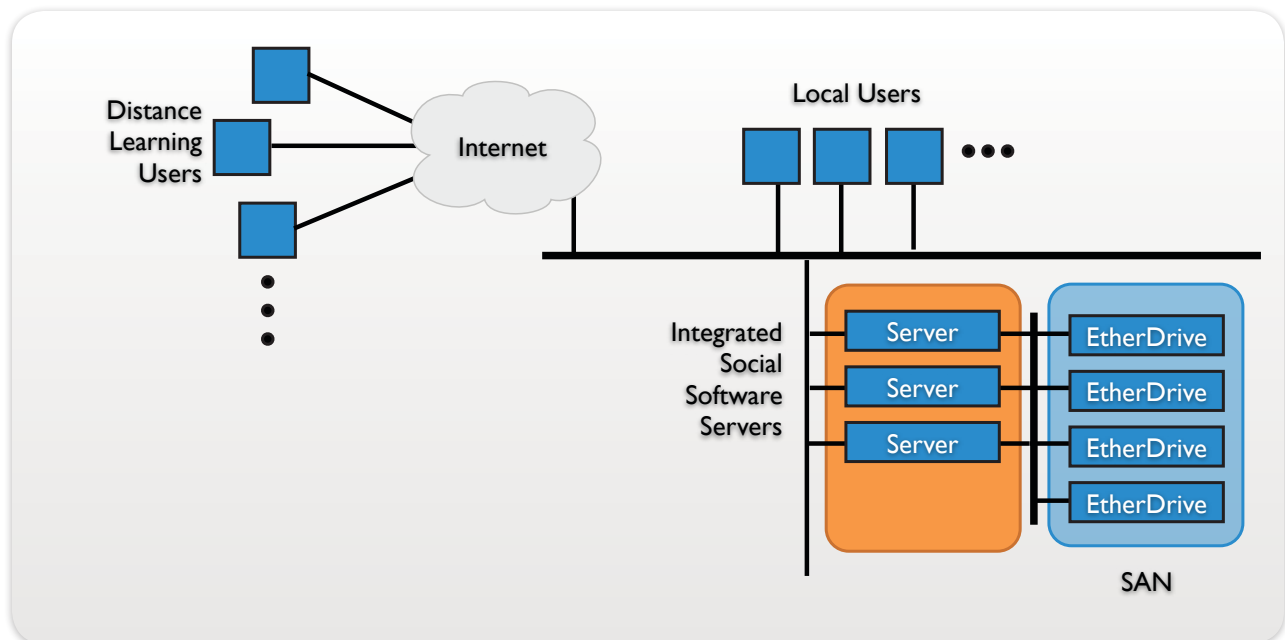 Distance
Learning
Users
Internet
Local Users
Integrated
Social
Software
Servers
Server
Server
Server
EtherDrive
EtherDrive
EtherDrive
EtherDrive
SAN